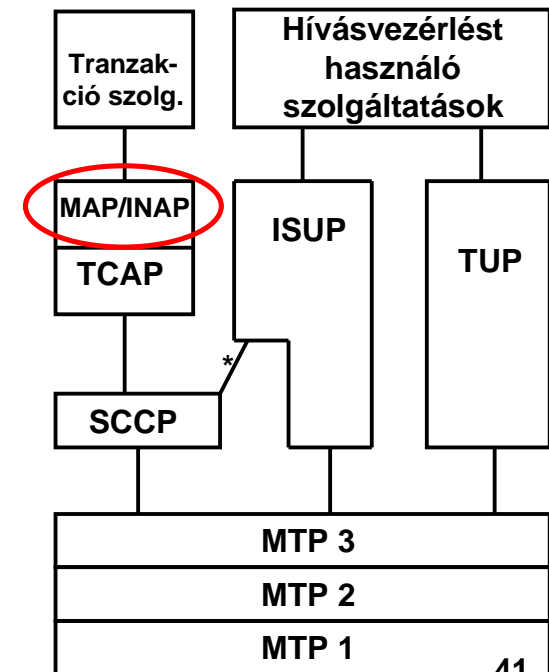 Tranzak-
ció szolg.
Hívásvezérlést
használó
szolgáltatások
MAP/INAP
TCAP
ISUP
TUP
*
SCCP
MTP 3
MTP 2
MTP 1
41